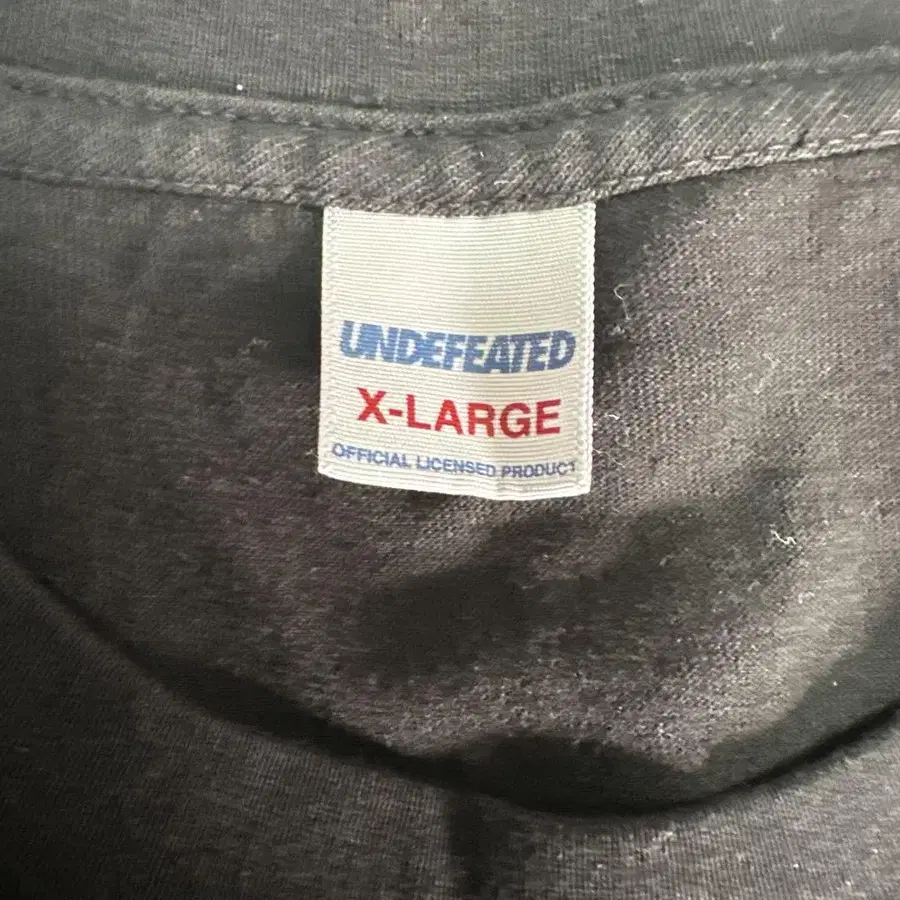 UNDEFEATED
X-LARGE
OFFICIAL LICENSED PRODUCT